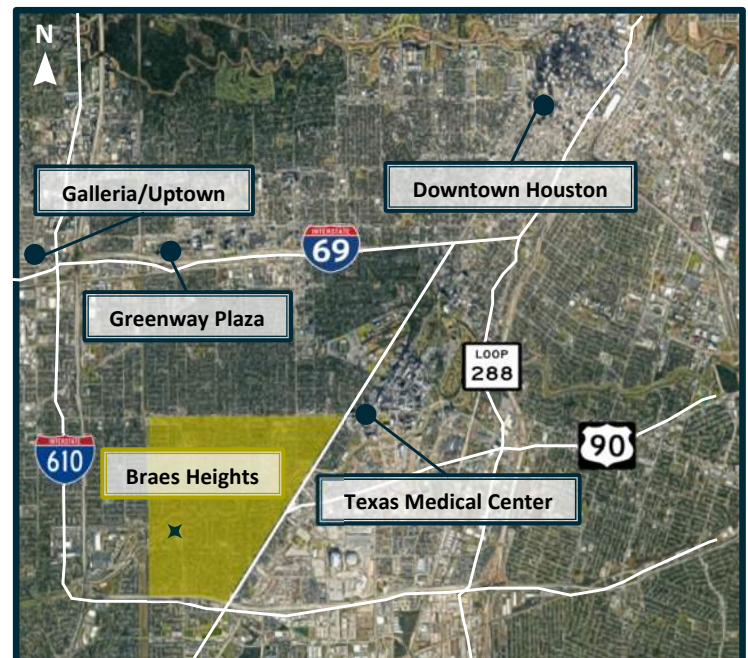 N
Galleria/Uptown
Downtown Houston
INTERSTATE
69
Greenway Plaza
LOOP
288
90
INTERSTATE
610
Braes Heights
Texas Medical Center